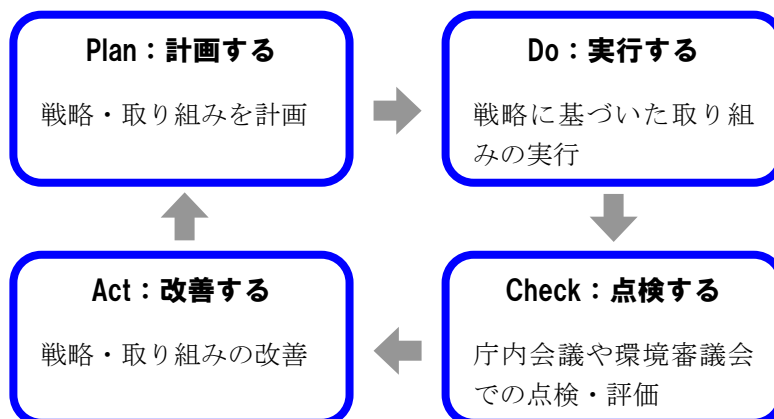 Plan：計画する
戦略・取り組みを計画
Do：実行する
戦略に基づいた取り組
みの実行
Act：改善する
戦略・取り組みの改善
Check：点検する
庁内会議や環境審議会
での点検・評価